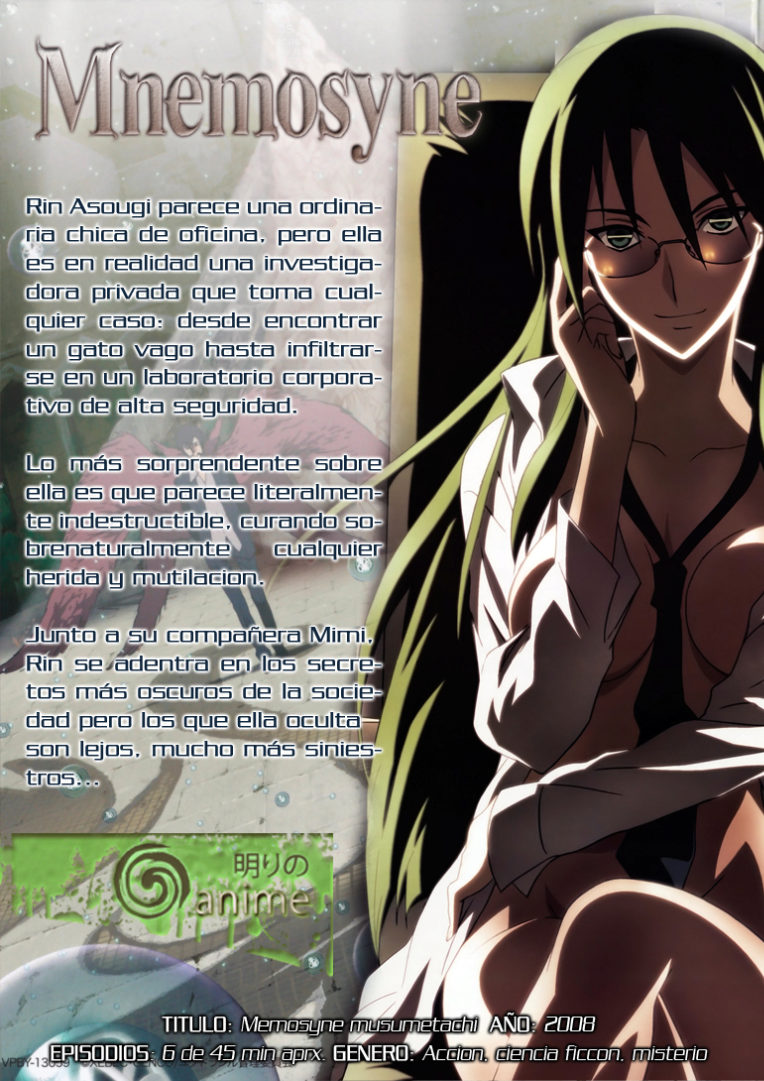 Mnemosyne
Rin Asougi parece una ordina-
ria chica de oficina, pero ella
es en realidad una investiga-
dora privada que toma cual-
quier caso: desde encontrar
un gato vago hasta infiltrar-
se en un laboratorio corpora-
tivo de alta seguridad.
Lo más sorprendente sobre
ella es que parece literalmen-
te indestructible, curando so-
brenaturalmente cualquier
herida y mutilacion.
Junto a su compañera Mimi,
Rin se adentra en los secre-
tos más oscuros de la socie-
dad pero los que ella oculta
son lejos, mucho más sinies-
tros...
明りの
anime
TITULO: Memosyne musumetachi AÑO: 2008
EPISODIOS: 6 de 45 min aprx. GENERO: Accion, ciencia ficcon, misterio